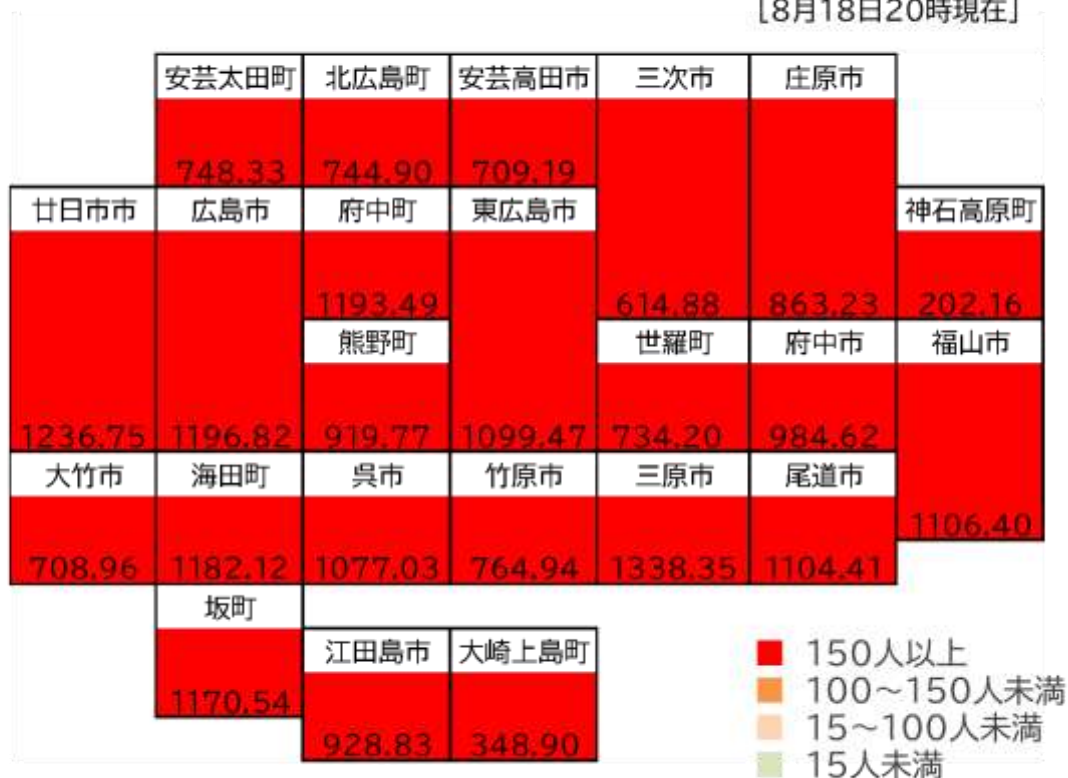 [8月18日20時現在]
安芸太田町 北広島町 安芸高田市 三次市 庄原市
748.33 744.90 709.19
廿日市市 広島市 府中町 東広島市 神石高原町
1193.49 614.88 863.23 202.16
熊野町 世羅町 府中市 福山市
1236.75 1196.82 919.77 1099.47 734.20 984.62
大竹市 海田町 呉市 竹原市 三原市 尾道市
1106.40
708.96 1182.12 1077.03 764.94 1338.35 1104.41
坂町
江田島市 大崎上島町
1170.54
928.83 348.90
150人以上
100〜150人未満
15〜100人未満
15人未満